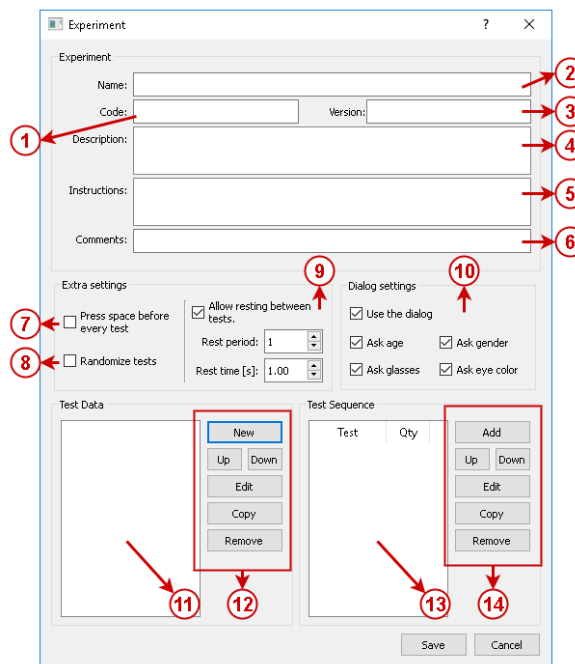 Experiment ? ×
Experiment
Name: 2
Code: Version: 3
1
Description: 4
Instructions: 5
Comments: 6
9 10
Extra settings Dialog settings
7 Press space before every test
Allow resting between tests.
Use the dialog
Rest period: 1
Ask age Ask gender
8 Randomize tests
Rest time [s]: 1.00
Ask glasses Ask eye color
Test Data Test Sequence
New Test Qty Add
Up Down Up Down
Edit Edit
Copy Copy
Remove Remove
11 12 13 14
Save Cancel